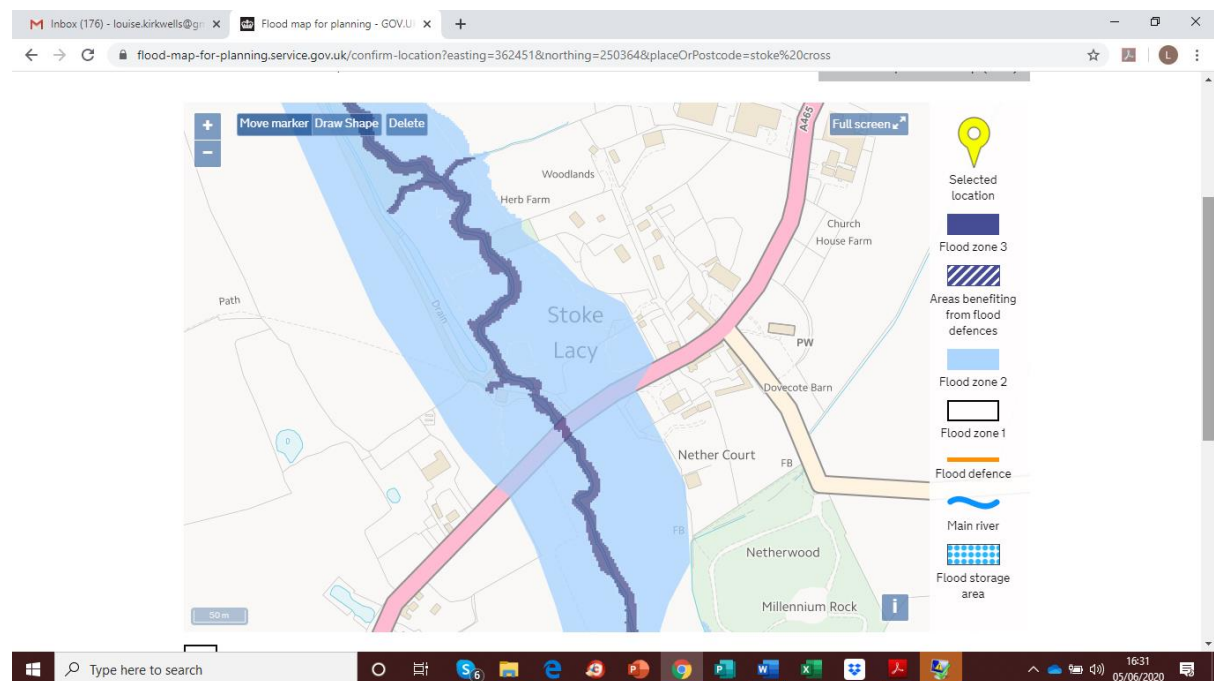 Inbox (176) - louise.kirkwells@gr
Flood map for planning - GOV.U
flood-map-for-planning.service.gov.uk/confirm-location?easting=362451&northing=250364&placeOrPostcode=stoke%20cross
L
+
−
Move marker
Draw Shape
Delete
Full screen
A465
Woodlands
Herb Farm
Church
House Farm
Path
Drain
Stoke
Lacy
PW
Dovecote Barn
D
Nether Court
FB
FB
Netherwood
Millennium Rock
50 m
i
Selected
location
Flood zone 3
Areas benefiting
from flood
defences
Flood zone 2
Flood zone 1
Flood defence
Main river
Flood storage
area
Type here to search
16:31
05/06/2020